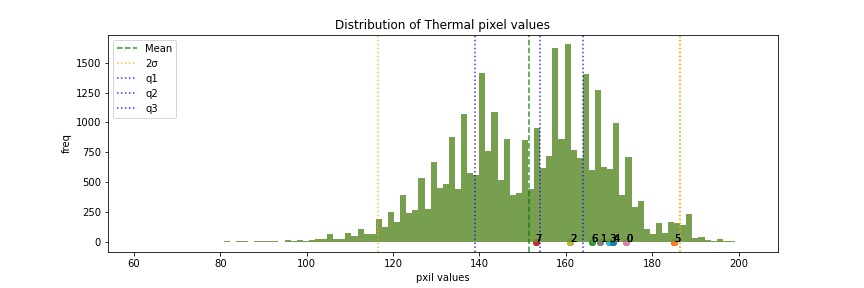 Distribution of Thermal pixel values
Mean
2σ
q1
q2
q3
freq
1500
1250
1000
750
500
250
0
7 2 6 1 3 4 0 5
60 80 100 120 140 160 180 200
pxil values